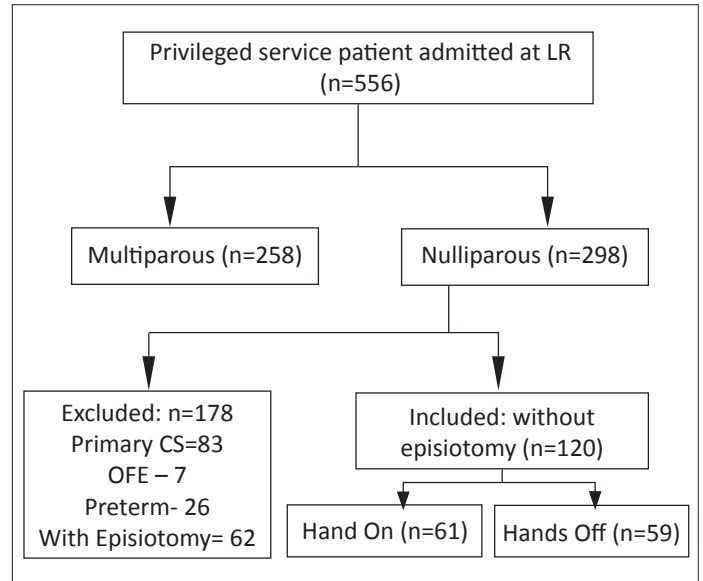 Privileged service patient admitted at LR
(n=556)
Multiparous (n=258)
Nulliparous (n=298)
Excluded: n=178
Primary CS=83
OFE – 7
Preterm- 26
With Episiotomy= 62
Included: without
episiotomy (n=120)
Hand On (n=61)
Hands Off (n=59)